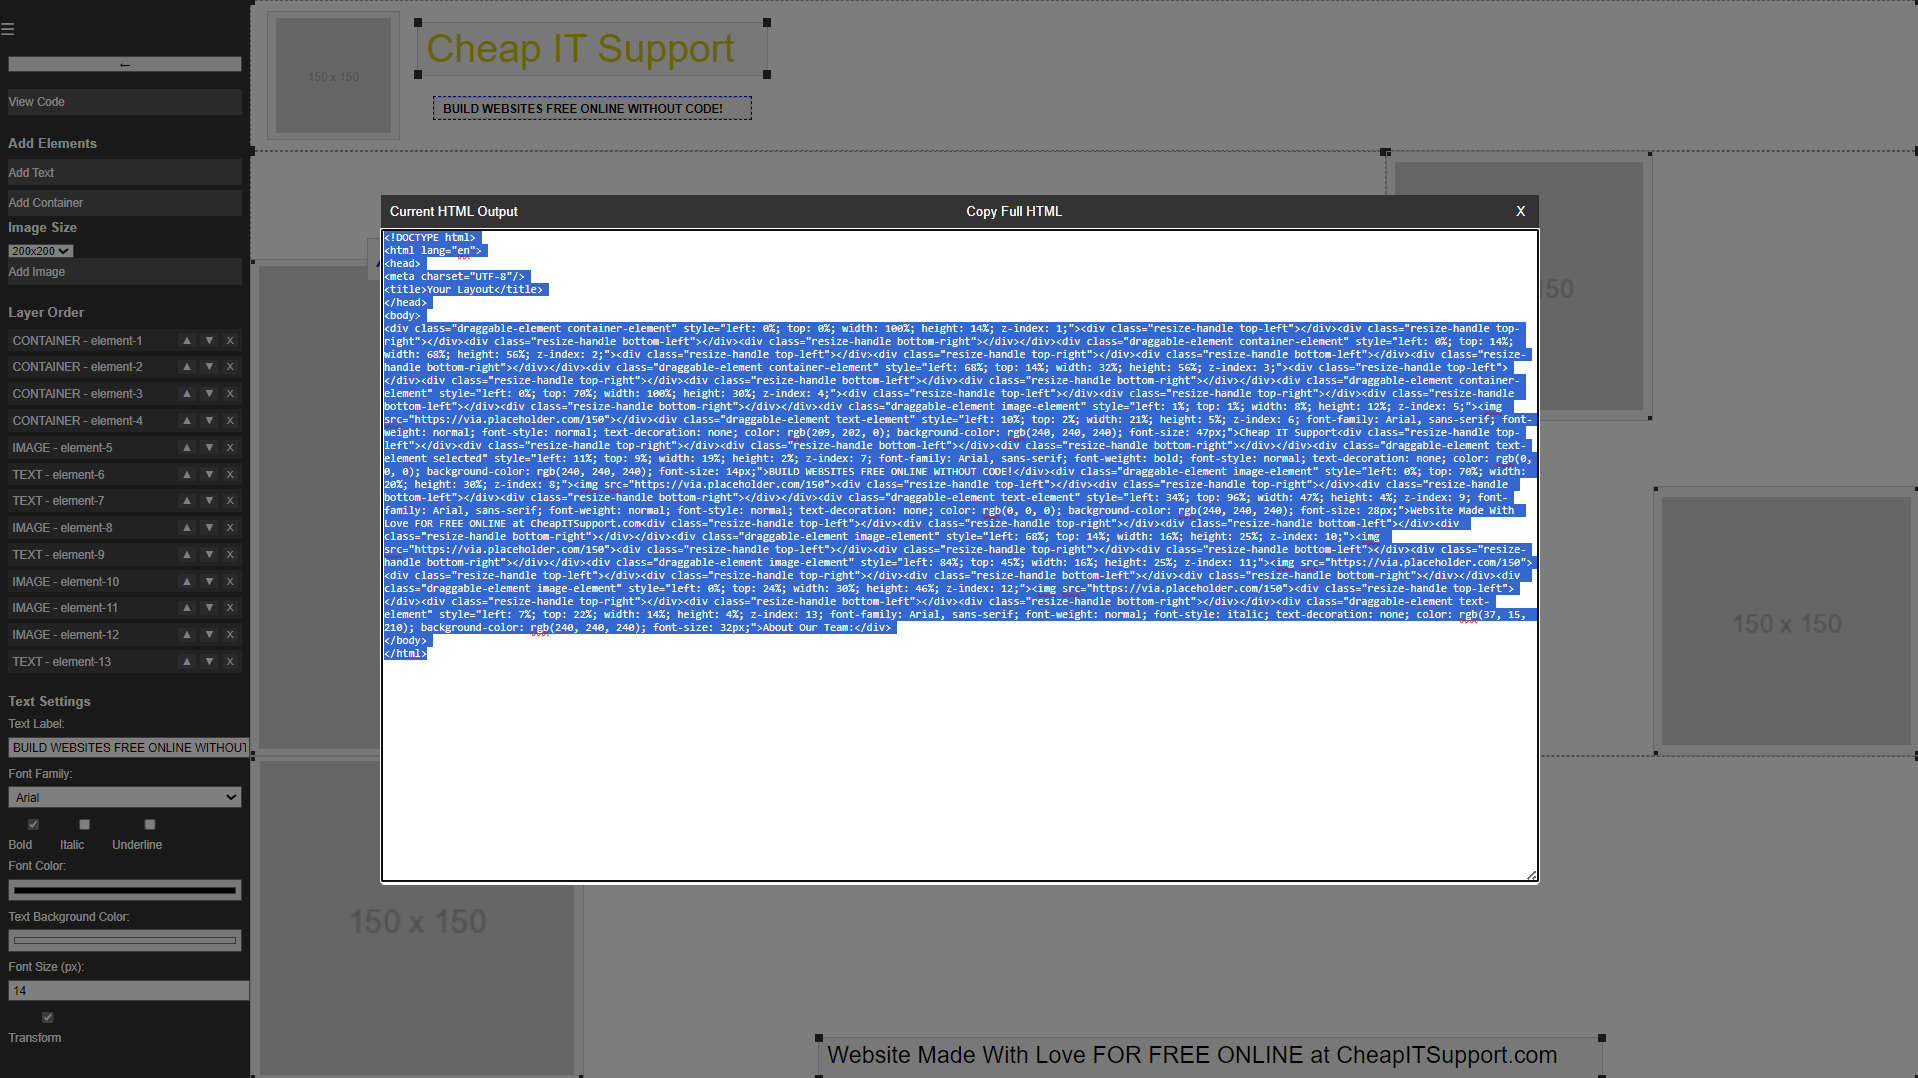 ☰
←
View Code
Add Elements
Add Text
Add Container
Image Size
200x200
Add Image
Layer Order
CONTAINER - element-1 ▲ ▼ X
CONTAINER - element-2 ▲ ▼ X
CONTAINER - element-3 ▲ ▼ X
CONTAINER - element-4 ▲ ▼ X
IMAGE - element-5 ▲ ▼ X
TEXT - element-6 ▲ ▼ X
TEXT - element-7 ▲ ▼ X
IMAGE - element-8 ▲ ▼ X
TEXT - element-9 ▲ ▼ X
IMAGE - element-10 ▲ ▼ X
IMAGE - element-11 ▲ ▼ X
IMAGE - element-12 ▲ ▼ X
TEXT - element-13 ▲ ▼ X
Text Settings
Text Label:
BUILD WEBSITES FREE ONLINE WITHOUT
Font Family:
Arial
Bold Italic Underline
Font Color:
Text Background Color:
Font Size (px):
14
Transform
150 x 150
Cheap IT Support
BUILD WEBSITES FREE ONLINE WITHOUT CODE!
Current HTML Output Copy Full HTML X
<!DOCTYPE html>
<html lang="en">
<head>
<meta charset="UTF-8"/>
<title>Your Layout</title>
</head>
<body>
<div class="draggable-element container-element" style="left: 0%; top: 0%; width: 100%; height: 14%; z-index: 1;"><div class="resize-handle top-left"></div><div class="resize-handle top-
right"></div><div class="resize-handle bottom-left"></div><div class="resize-handle bottom-right"></div></div><div class="draggable-element container-element" style="left: 0%; top: 14%;
width: 68%; height: 56%; z-index: 2;"><div class="resize-handle top-left"></div><div class="resize-handle top-right"></div><div class="resize-handle bottom-left"></div><div class="resize-
handle bottom-right"></div></div><div class="draggable-element container-element" style="left: 68%; top: 14%; width: 32%; height: 56%; z-index: 3;"><div class="resize-handle top-left">
</div><div class="resize-handle top-right"></div><div class="resize-handle bottom-left"></div><div class="resize-handle bottom-right"></div></div><div class="draggable-element container-
element" style="left: 0%; top: 70%; width: 100%; height: 30%; z-index: 4;"><div class="resize-handle top-left"></div><div class="resize-handle top-right"></div><div class="resize-handle
bottom-left"></div><div class="resize-handle bottom-right"></div></div><div class="draggable-element image-element" style="left: 1%; top: 1%; width: 8%; height: 12%; z-index: 5;"><img
src="https://via.placeholder.com/150"></div><div class="draggable-element text-element" style="left: 10%; top: 2%; width: 21%; height: 5%; z-index: 6; font-family: Arial, sans-serif; font-
weight: normal; font-style: normal; text-decoration: none; color: rgb(209, 202, 0); background-color: rgb(240, 240, 240); font-size: 47px;">Cheap IT Support<div class="resize-handle top-
left"></div><div class="resize-handle top-right"></div><div class="resize-handle bottom-left"></div><div class="resize-handle bottom-right"></div></div><div class="draggable-element text-
element selected" style="left: 11%; top: 9%; width: 19%; height: 2%; z-index: 7; font-family: Arial, sans-serif; font-weight: bold; font-style: normal; text-decoration: none; color: rgb(0,
0, 0); background-color: rgb(240, 240, 240); font-size: 14px;">BUILD WEBSITES FREE ONLINE WITHOUT CODE!</div><div class="draggable-element image-element" style="left: 0%; top: 70%; width:
20%; height: 30%; z-index: 8;"><img src="https://via.placeholder.com/150"><div class="resize-handle top-left"></div><div class="resize-handle top-right"></div><div class="resize-handle
bottom-left"></div><div class="resize-handle bottom-right"></div></div><div class="draggable-element text-element" style="left: 34%; top: 96%; width: 47%; height: 4%; z-index: 9; font-
family: Arial, sans-serif; font-weight: normal; font-style: normal; text-decoration: none; color: rgb(0, 0, 0); background-color: rgb(240, 240, 240); font-size: 28px;">Website Made With
Love FOR FREE ONLINE at CheapITSupport.com<div class="resize-handle top-left"></div><div class="resize-handle top-right"></div><div class="resize-handle bottom-left"></div><div
class="resize-handle bottom-right"></div></div><div class="draggable-element image-element" style="left: 68%; top: 14%; width: 16%; height: 25%; z-index: 10;"><img
src="https://via.placeholder.com/150"><div class="resize-handle top-left"></div><div class="resize-handle top-right"></div><div class="resize-handle bottom-left"></div><div class="resize-
handle bottom-right"></div></div><div class="draggable-element image-element" style="left: 84%; top: 45%; width: 16%; height: 25%; z-index: 11;"><img src="https://via.placeholder.com/150">
<div class="resize-handle top-left"></div><div class="resize-handle top-right"></div><div class="resize-handle bottom-left"></div><div class="resize-handle bottom-right"></div></div><div
class="draggable-element image-element" style="left: 0%; top: 24%; width: 30%; height: 46%; z-index: 12;"><img src="https://via.placeholder.com/150"><div class="resize-handle top-left">
</div><div class="resize-handle top-right"></div><div class="resize-handle bottom-left"></div><div class="resize-handle bottom-right"></div></div><div class="draggable-element text-
element" style="left: 7%; top: 22%; width: 14%; height: 4%; z-index: 13; font-family: Arial, sans-serif; font-weight: normal; font-style: italic; text-decoration: none; color: rgb(37, 15,
210); background-color: rgb(240, 240, 240); font-size: 32px;">About Our Team:</div>
</body>
</html>
50
150 x 150
150 x 150
Website Made With Love FOR FREE ONLINE at CheapITSupport.com